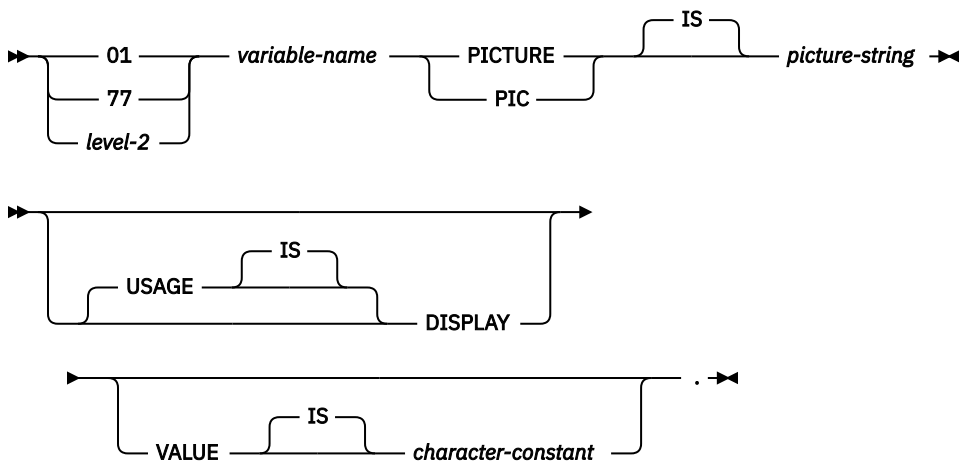 IS
01 variable-name PICTURE picture-string
77 PIC
level-2
IS
USAGE
DISPLAY
.
IS
VALUE character-constant